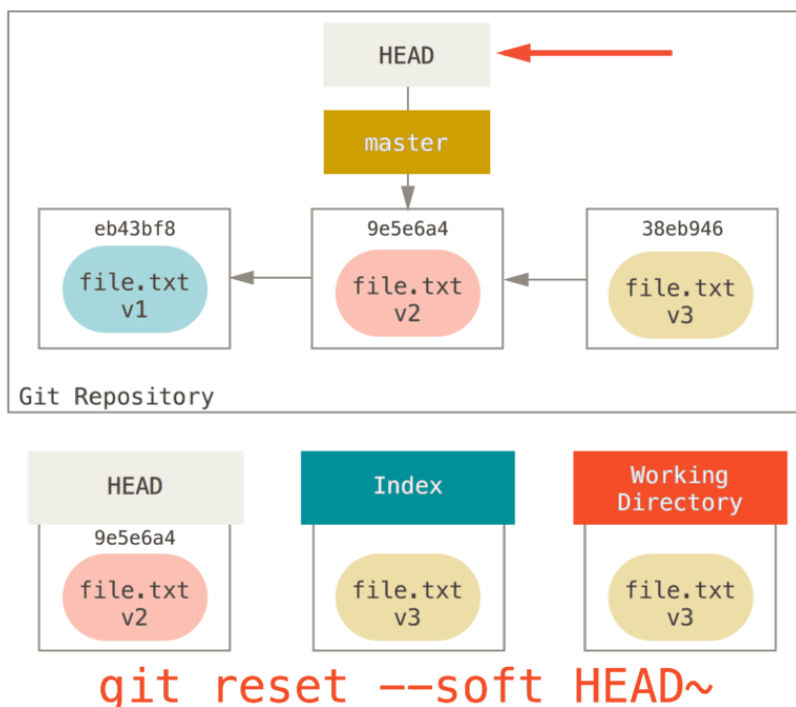 HEAD
master
eb43bf8
9e5e6a4
38eb946
file.txt
v1
file.txt
v2
file.txt
v3
Git Repository
HEAD
Index
Working
Directory
9e5e6a4
file.txt
v2
file.txt
v3
file.txt
v3
git reset --soft HEAD~